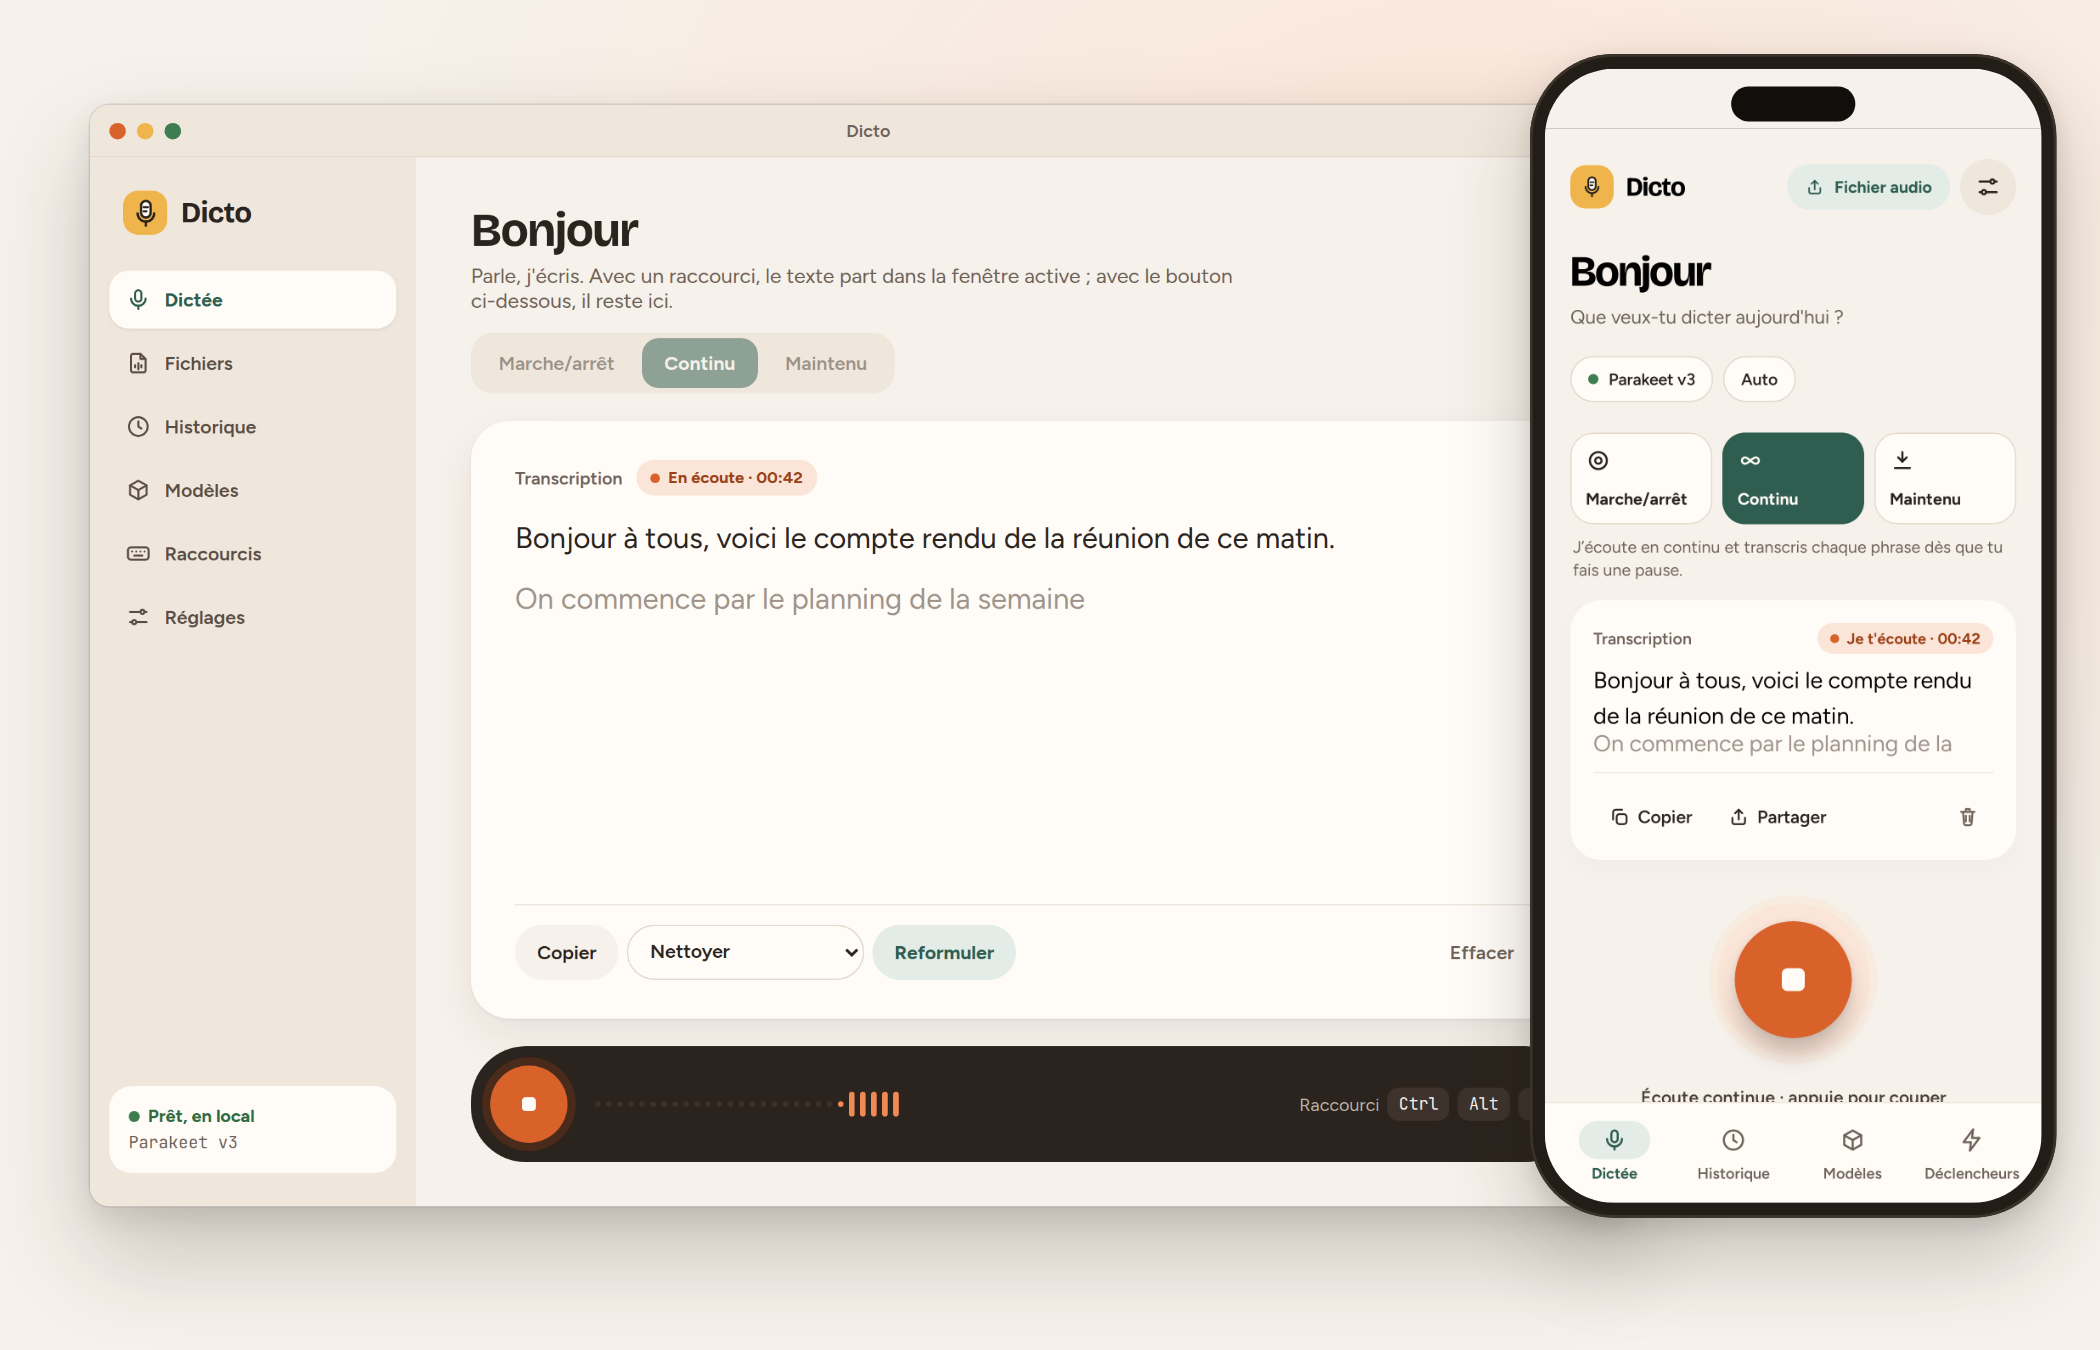 Dicto
Dicto
Dictée
Fichiers
Historique
Modèles
Raccourcis
Réglages
Prêt, en local
Parakeet v3
Bonjour
Parle, j'écris. Avec un raccourci, le texte part dans la fenêtre active ; avec le bouton
ci-dessous, il reste ici.
Marche/arrêt Continu Maintenu
Transcription En écoute · 00:42
Bonjour à tous, voici le compte rendu de la réunion de ce matin.
On commence par le planning de la semaine
Copier Nettoyer Reformuler Effacer
Raccourci Ctrl Alt
Dicto Fichier audio
Bonjour
Que veux-tu dicter aujourd'hui ?
Parakeet v3 Auto
Marche/arrêt Continu Maintenu
J'écoute en continu et transcris chaque phrase dès que tu
fais une pause.
Transcription Je t'écoute · 00:42
Bonjour à tous, voici le compte rendu
de la réunion de ce matin.
On commence par le planning de la
Copier Partager
Écoute continue · appuie pour couper
Dictée Historique Modèles Déclencheurs